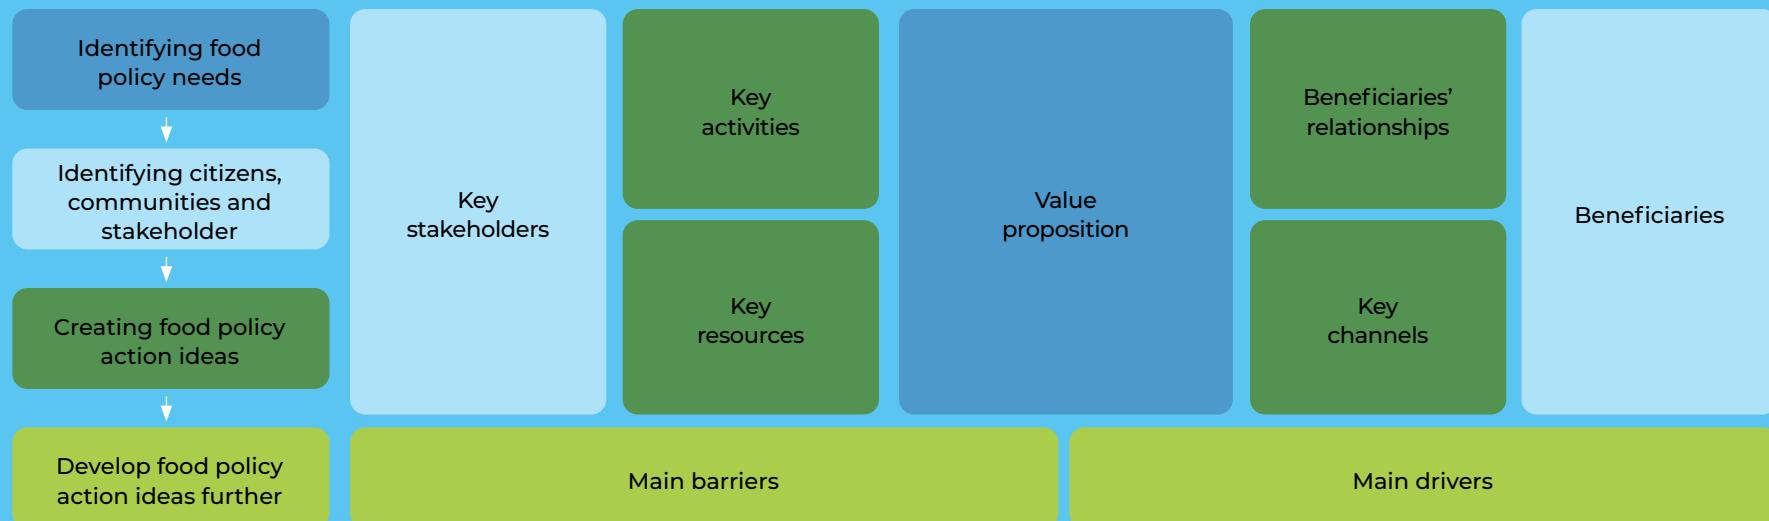 Identifying food
policy needs
Identifying citizens,
communities and
stakeholder
Creating food policy
action ideas
Develop food policy
action ideas further
Key
stakeholders
Key
activities
Key
resources
Value
proposition
Beneficiaries’
relationships
Key
channels
Beneficiaries
Main barriers
Main drivers